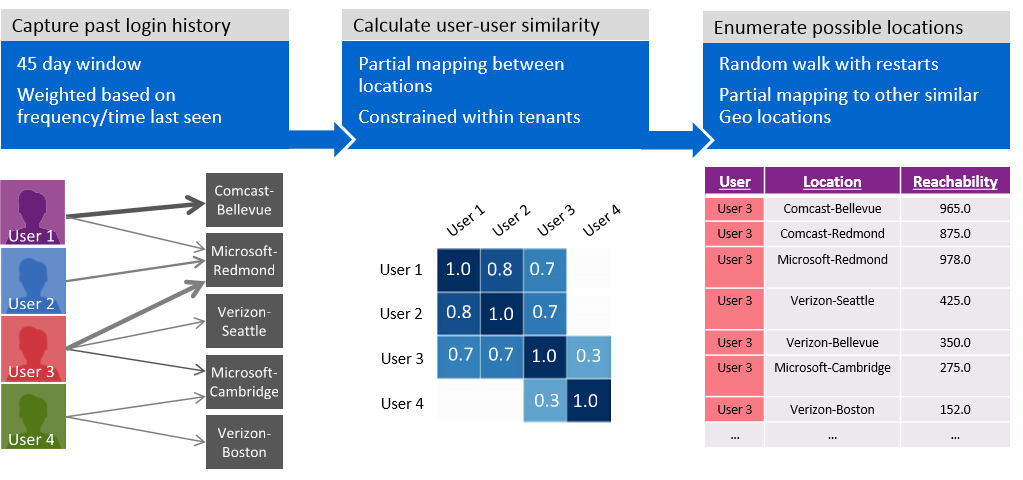 Capture past login history
45 day window
Weighted based on
frequency/time last seen
Calculate user-user similarity
Partial mapping between
locations
Constrained within tenants
Enumerate possible locations
Random walk with restarts
Partial mapping to other similar
Geo locations
User 1
User 2
User 3
User 4
Comcast-
Bellevue
Microsoft-
Redmond
Verizon-
Seattle
Microsoft-
Cambridge
Verizon-
Boston
User 1 User 2 User 3 User 4
User 1 1.0 0.8 0.7
User 2 0.8 1.0 0.7
User 3 0.7 0.7 1.0 0.3
User 4 0.3 1.0
User Location Reachability
User 3 Comcast-Bellevue 965.0
User 3 Comcast-Redmond 875.0
User 3 Microsoft-Redmond 978.0
User 3 Verizon-Seattle 425.0
User 3 Verizon-Bellevue 350.0
User 3 Microsoft-Cambridge 275.0
User 3 Verizon-Boston 152.0
... ... ...